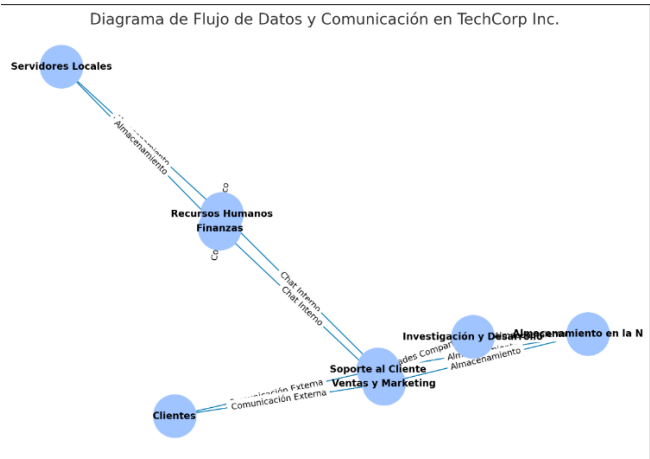 Diagrama de Flujo de Datos y Comunicación en TechCorp Inc.
Servidores Locales
Almacenamiento
Recursos Humanos
Finanzas
Chat Interno
Chat Interno
Investigación y Desarrollo
Almacenamiento en la N
Soporte al Cliente
Ventas y Marketing
Almacenamiento
Comunicación Externa
Comunicación Externa
Clientes